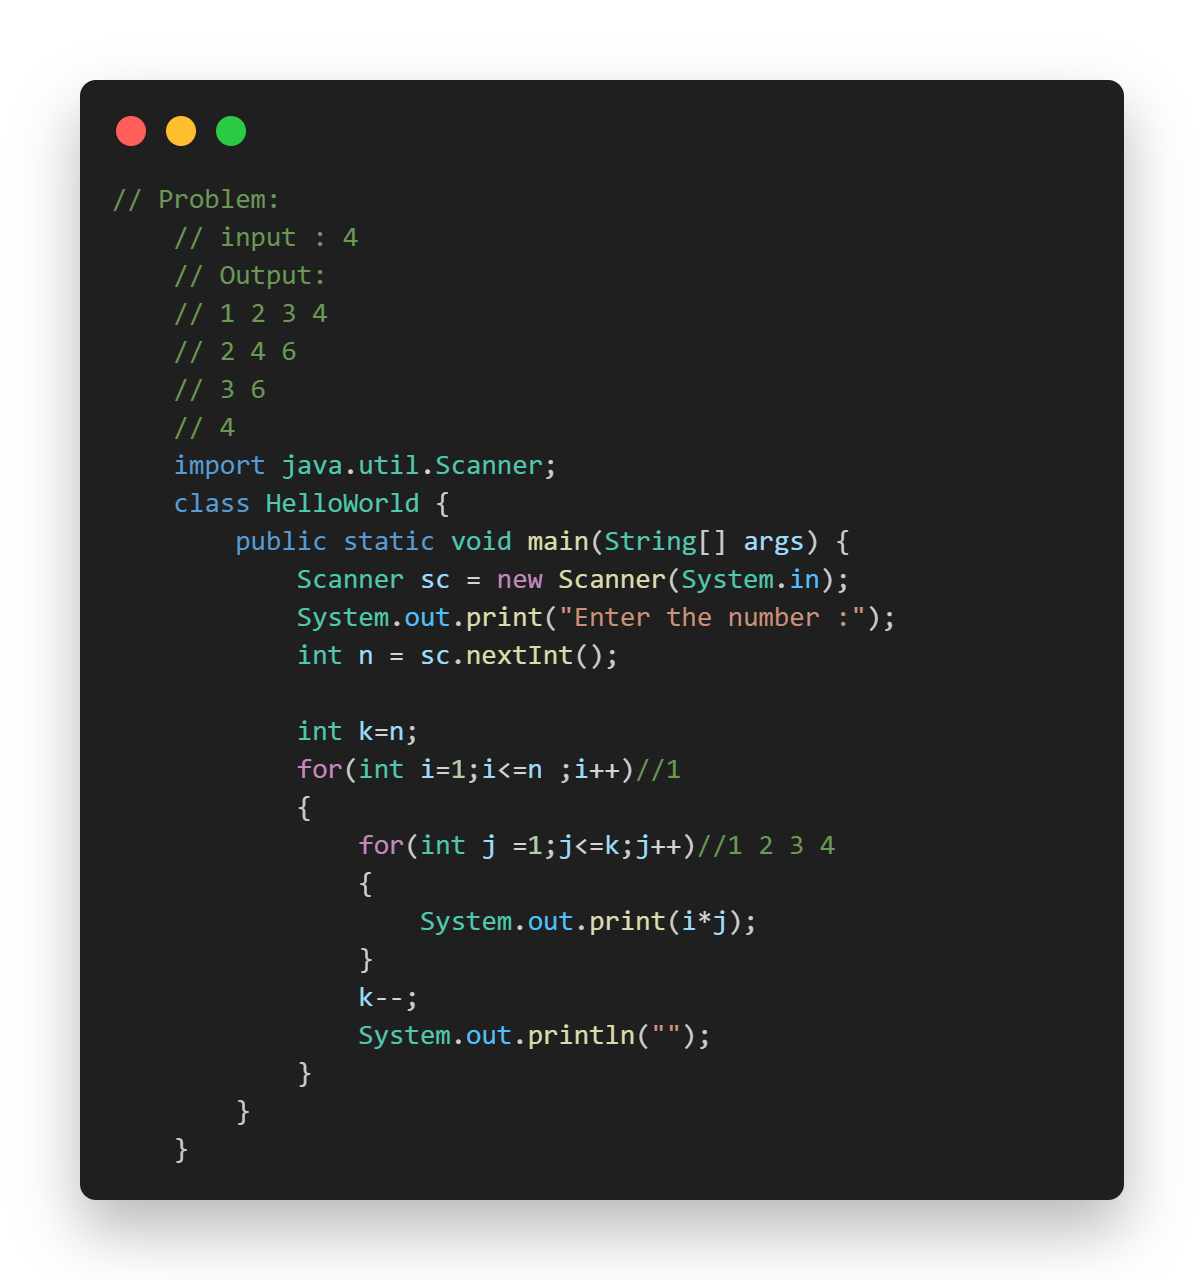 // Problem:
    // input : 4
    // Output:
    // 1 2 3 4
    // 2 4 6
    // 3 6
    // 4
    import java.util.Scanner;
    class HelloWorld {
        public static void main(String[] args) {
            Scanner sc = new Scanner(System.in);
            System.out.print("Enter the number :");
            int n = sc.nextInt();

            int k=n;
            for(int i=1;i<=n ;i++)//1
            {
                for(int j =1;j<=k;j++)//1 2 3 4
                {
                    System.out.print(i*j);
                }
                k--;
                System.out.println("");
            }
        }
    }